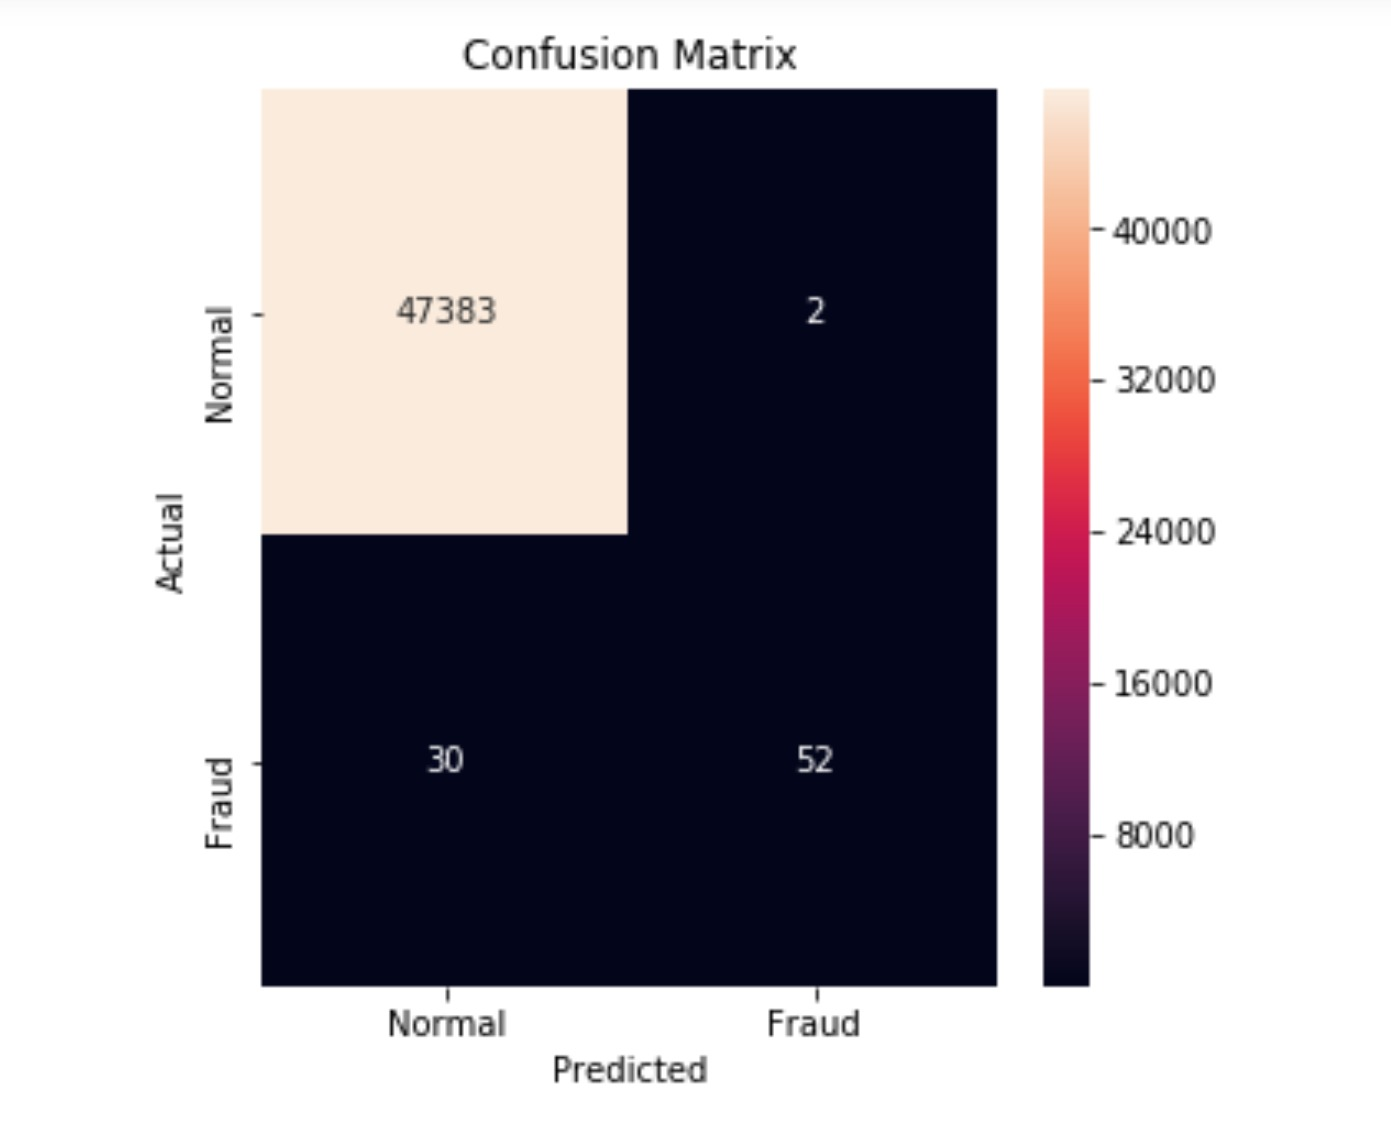 Confusion Matrix
Actual
Normal
Fraud
47383
2
30
52
Normal
Fraud
Predicted
40000
32000
24000
16000
8000